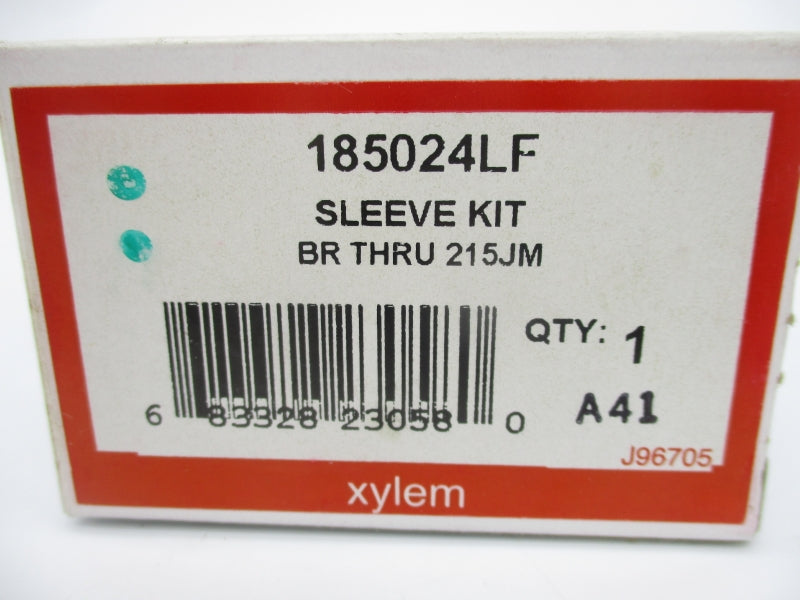 185024LF
SLEEVE KIT
BR THRU 215JM
QTY: 1
6 83328 23058 0
A41
J96705
xylem